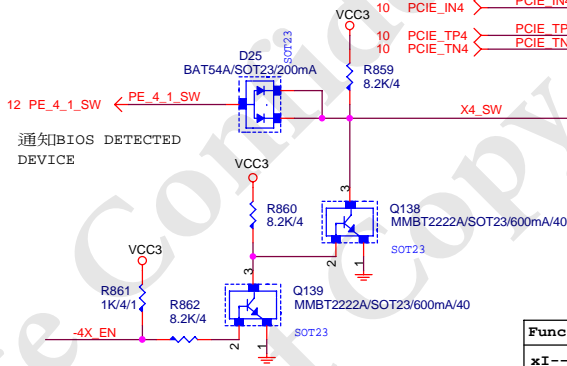 10 PCIE_IN4 PCIE_IN4
VCC3
10 PCIE_TP4
10 PCIE_TN4
D25
SOT23
BAT54A/SOT23/200mA
R859
8.2K/4
12 PE_4_1_SW PE_4_1_SW
X4_SW
通知BIOS DETECTED
DEVICE
VCC3
3
Q138
MMBT2222A/SOT23/600mA/40
R860
8.2K/4
SOT23
2
1
VCC3
3
Q139
MMBT2222A/SOT23/600mA/40
R861
1K/4/1
R862
8.2K/4
-4X_EN
SOT23
2
1
Func
xI--
Copy